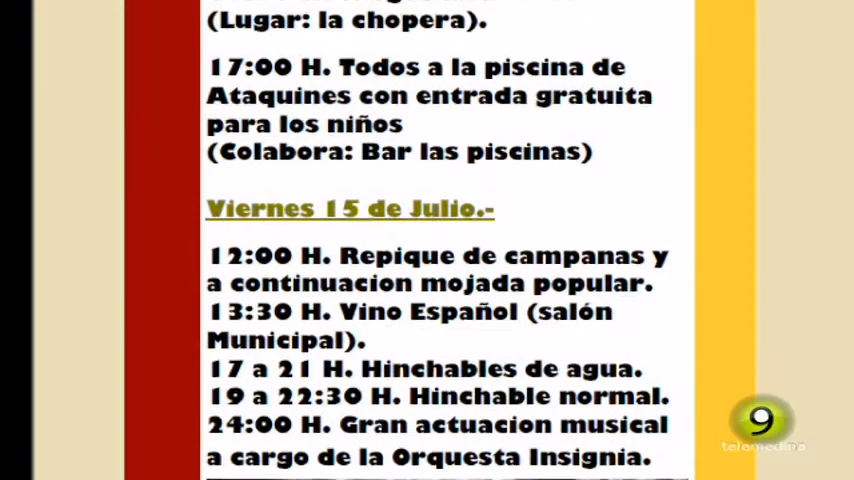 (Lugar: la chopera).
17:00 H. Todos a la piscina de
Ataquines con entrada gratuita
para los niños
(Colabora: Bar las piscinas)
Viernes 15 de Julio.-
12:00 H. Repique de campanas y
a continuacion mojada popular.
13:30 H. Vino Español (salón
Municipal).
17 a 21 H. Hinchables de agua.
19 a 22:30 H. Hinchable normal.
24:00 H. Gran actuacion musical
a cargo de la Orquesta Insignia.
9
telemedina